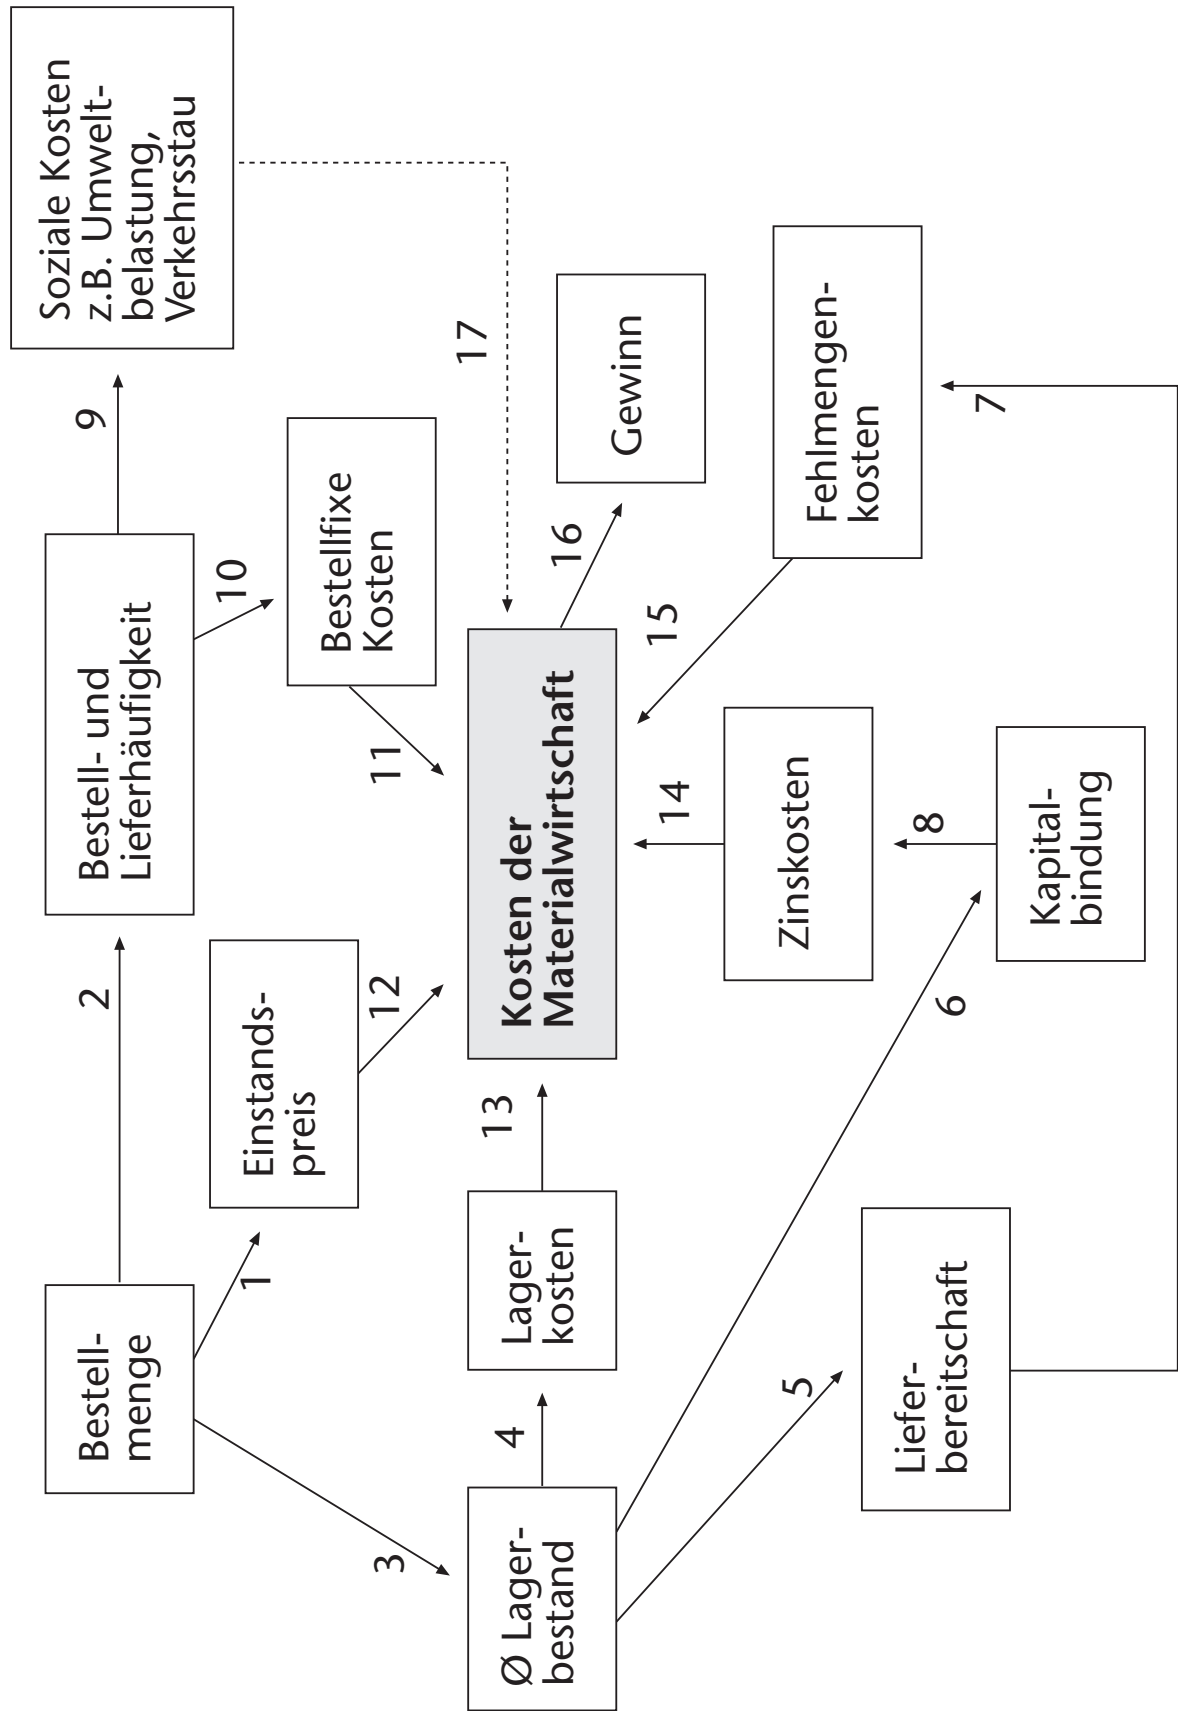 Bestell-
menge
2
Bestell- und
Lieferhäufigkeit
9
Soziale Kosten
z.B. Umwelt-
belastung,
Verkehrsstau
1
Einstands-
preis
12
10
Bestellfixe
Kosten
11
17
3
Ø Lager-
bestand
4
Lager-
kosten
13
Kosten der
Materialwirtschaft
16
Gewinn
5
Liefer-
bereitschaft
6
14
Zinskosten
8
Kapital-
bindung
15
Fehlmengen-
kosten
7